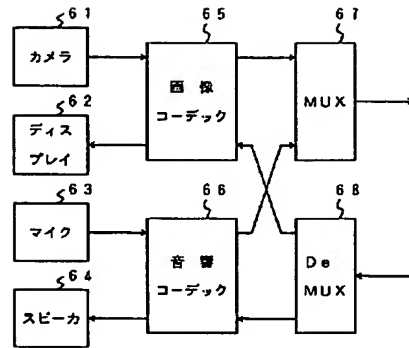 61
カメラ
62
ディス
プレイ
63
マイク
64
スピーカ
65
画像
コーデック
66
音響
コーデック
67
MUX
68
De
MUX